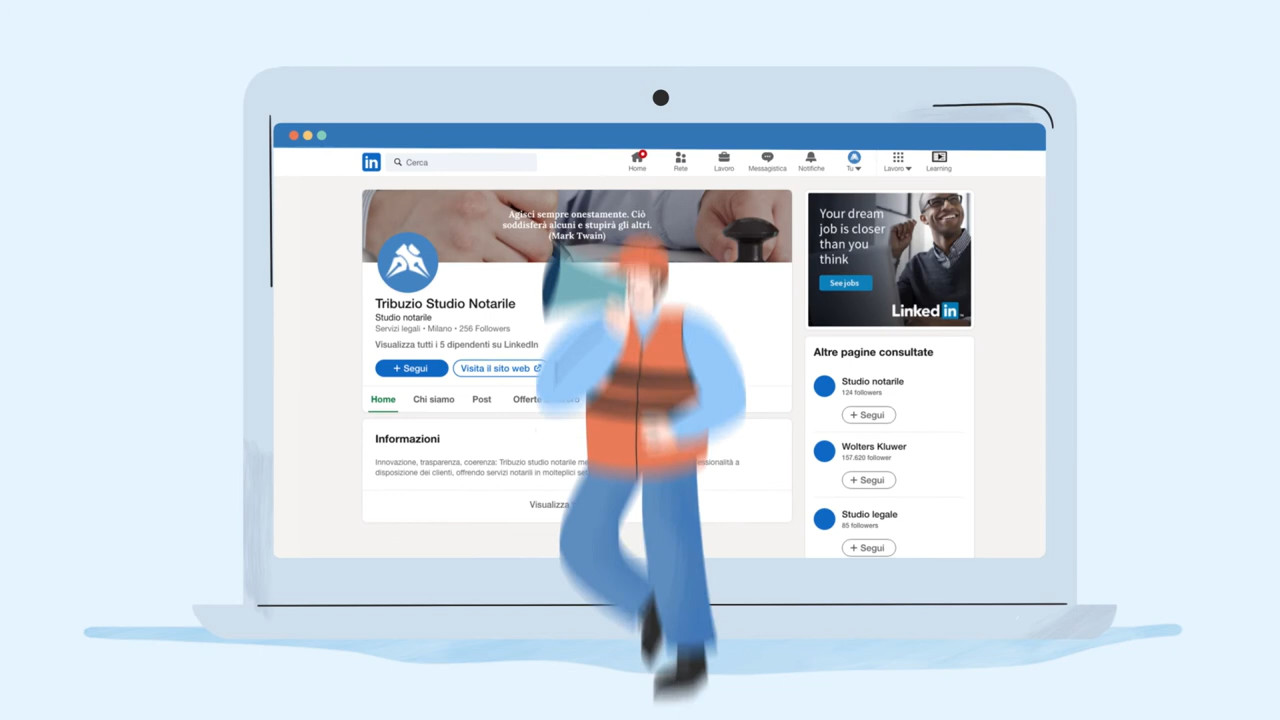 in
Cerca
Home
Rete
Lavoro
Messagistica
Notifiche
Tu
Lavoro
Learning
Agisci sempre onestamente. Ciò
soddisferà alcuni e stupirà gli altri.
(Mark Twain)
Tribuzio Studio Notarile
Studio notarile
Servizi legali • Milano • 256 Followers
Visualizza tutti i 5 dipendenti su LinkedIn
+ Segui
Visita il sito web
Home
Chi siamo
Post
Offerte
Informazioni
Innovazione, trasparenza, coerenza: Tribuzio studio notarile
disposizione dei clienti, offrendo servizi notarili in molteplici
Visualizza
Your dream
job is closer
than you
think
See jobs
Linked in
Altre pagine consultate
Studio notarile
124 followers
+ Segui
Wolters Kluwer
157.620 follower
+ Segui
Studio legale
85 followers
+ Segui